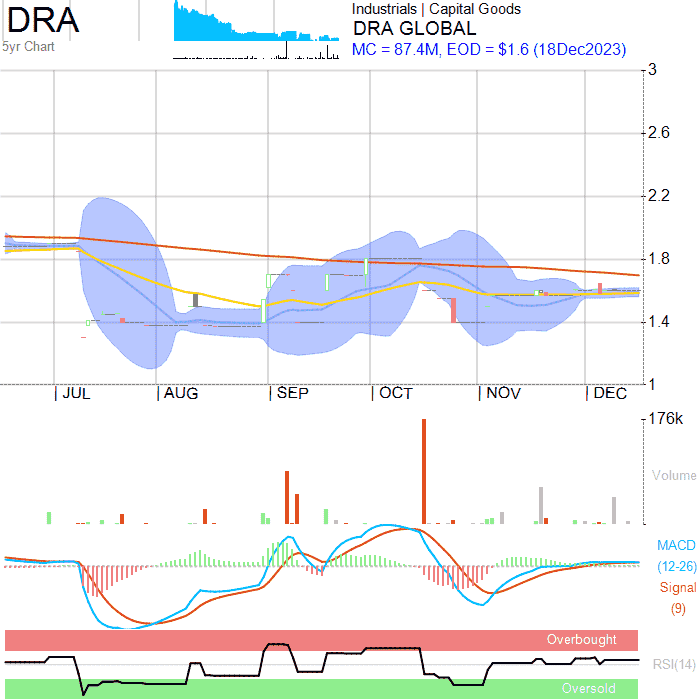 DRA
5yr Chart
Industrials | Capital Goods
DRA GLOBAL
MC = 87.4M, EOD = $1.6 (18Dec2023)
3
2.6
2.2
1.8
1.4
1
| JUL | AUG | SEP | OCT | NOV | DEC
176k
Volume
MACD
(12-26)
Signal
(9)
Overbought
RSI(14)
Oversold